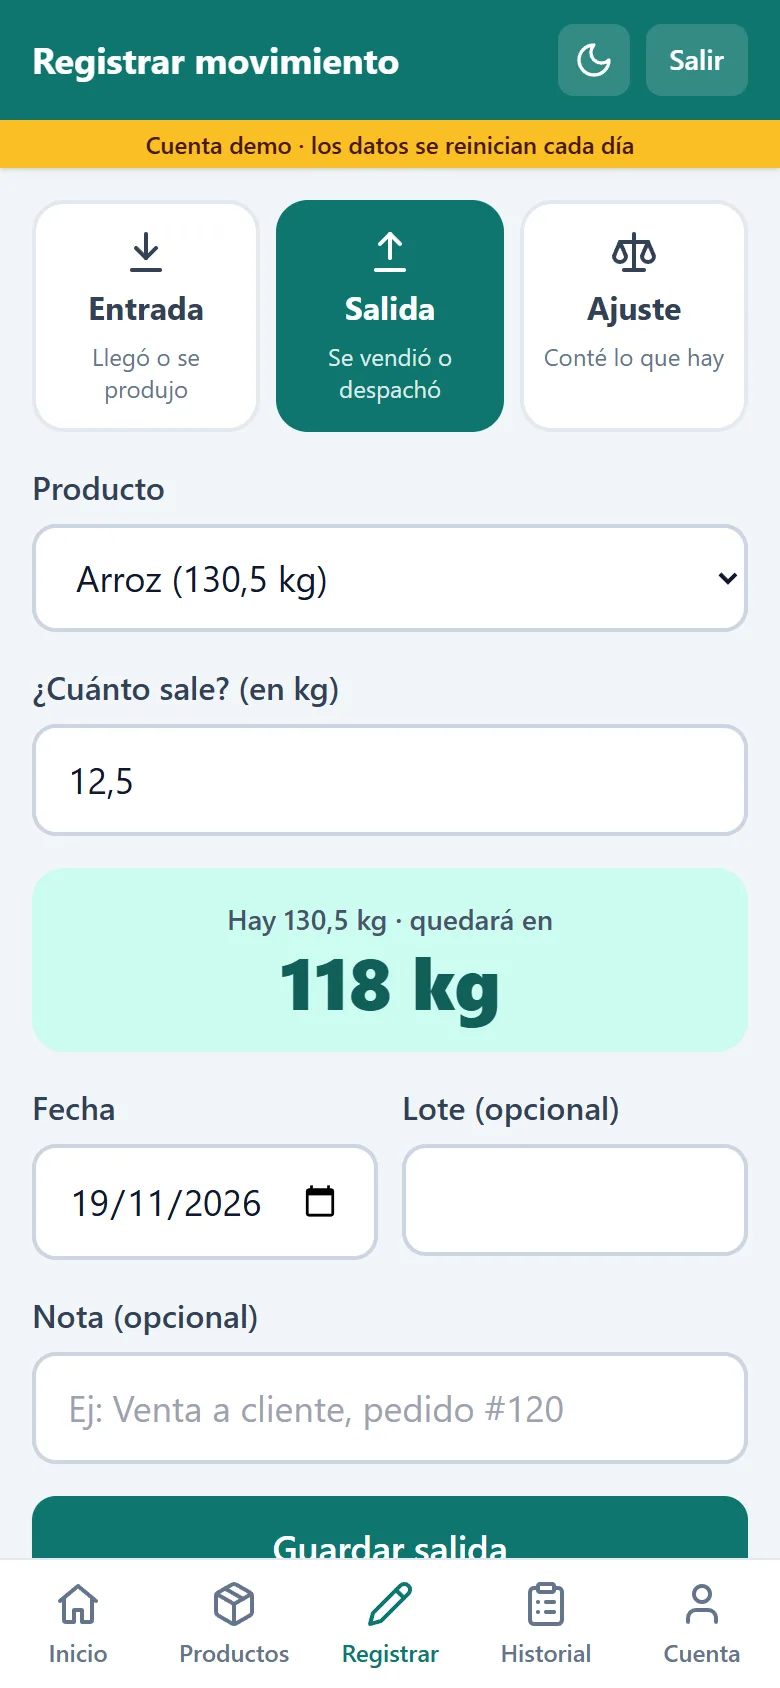 Registrar movimiento
Salir
Cuenta demo · los datos se reinician cada día
Entrada
Llegó o se
produjo
Salida
Se vendió o
despachó
Ajuste
Conté lo que hay
Producto
Arroz (130,5 kg)
¿Cuánto sale? (en kg)
12,5
Hay 130,5 kg · quedará en
118 kg
Fecha
Lote (opcional)
19/11/2026
Nota (opcional)
Ej: Venta a cliente, pedido #120
Guardar salida
Inicio
Productos
Registrar
Historial
Cuenta